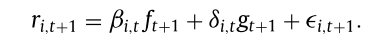 r_{i,t+1} = β_{i,t} f_{t+1} + δ_{i,t} g_{t+1} + ϵ_{i,t+1}.